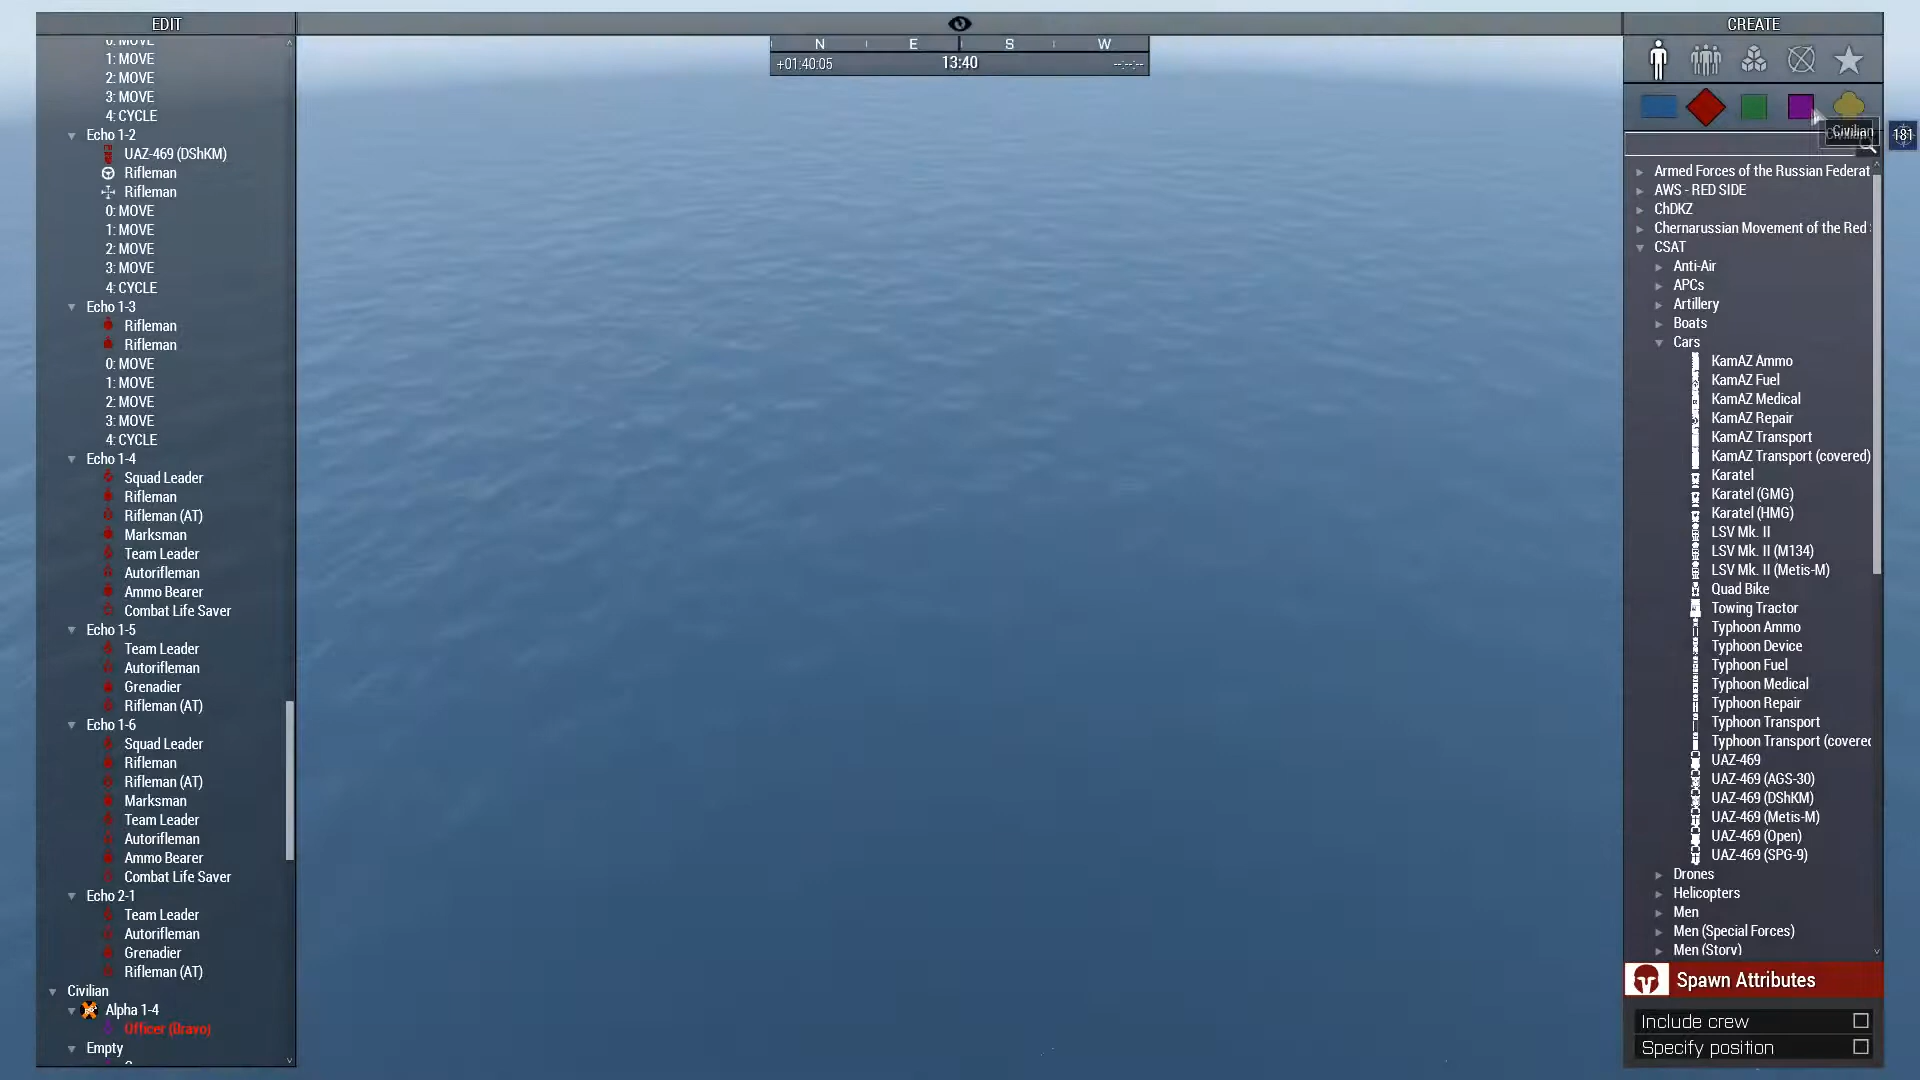 EDIT
0: MOVE
1: MOVE
2: MOVE
3: MOVE
4: CYCLE
Echo 1-2
UAZ-469 (DShKM)
Rifleman
Rifleman
0: MOVE
1: MOVE
2: MOVE
3: MOVE
4: CYCLE
Echo 1-3
Rifleman
Rifleman
0: MOVE
1: MOVE
2: MOVE
3: MOVE
4: CYCLE
Echo 1-4
Squad Leader
Rifleman
Rifleman (AT)
Marksman
Team Leader
Autorifleman
Ammo Bearer
Combat Life Saver
Echo 1-5
Team Leader
Autorifleman
Grenadier
Rifleman (AT)
Echo 1-6
Squad Leader
Rifleman
Rifleman (AT)
Marksman
Team Leader
Autorifleman
Ammo Bearer
Combat Life Saver
Echo 2-1
Team Leader
Autorifleman
Grenadier
Rifleman (AT)
Civilian
Alpha 1-4
Officer (Bravo)
Empty
N E S W
+01:40:05 13:40 --:--:--
CREATE
Civilian
181
Armed Forces of the Russian Federat
AWS - RED SIDE
ChDKZ
Chernarussian Movement of the Red
CSAT
Anti-Air
APCs
Artillery
Boats
Cars
KamAZ Ammo
KamAZ Fuel
KamAZ Medical
KamAZ Repair
KamAZ Transport
KamAZ Transport (covered)
Karatel
Karatel (GMG)
Karatel (HMG)
LSV Mk. II
LSV Mk. II (M134)
LSV Mk. II (Metis-M)
Quad Bike
Towing Tractor
Typhoon Ammo
Typhoon Device
Typhoon Fuel
Typhoon Medical
Typhoon Repair
Typhoon Transport
Typhoon Transport (covered
UAZ-469
UAZ-469 (AGS-30)
UAZ-469 (DShKM)
UAZ-469 (Metis-M)
UAZ-469 (Open)
UAZ-469 (SPG-9)
Drones
Helicopters
Men
Men (Special Forces)
Men (Story)
Spawn Attributes
Include crew
Specify position